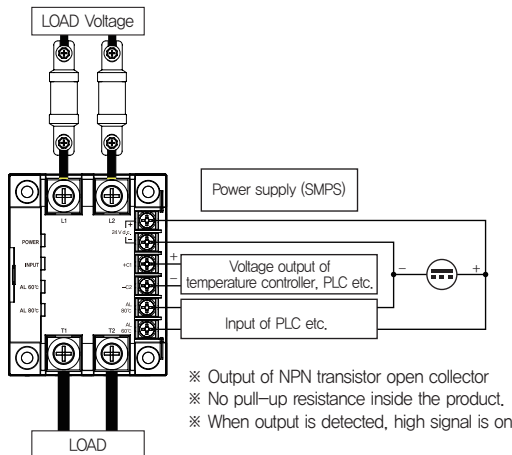 LOAD Voltage
L1 L2
Power supply (SMPS)
+
24 V d.c.
−
POWER
INPUT
AL 60℃
AL 80℃
+C1
−C2
AL
80℃
AL
60℃
+
−
Voltage output of
temperature controller, PLC etc.
− +
Input of PLC etc.
T1 T2
LOAD
※ Output of NPN transistor open collector
※ No pull-up resistance inside the product.
※ When output is detected, high signal is on